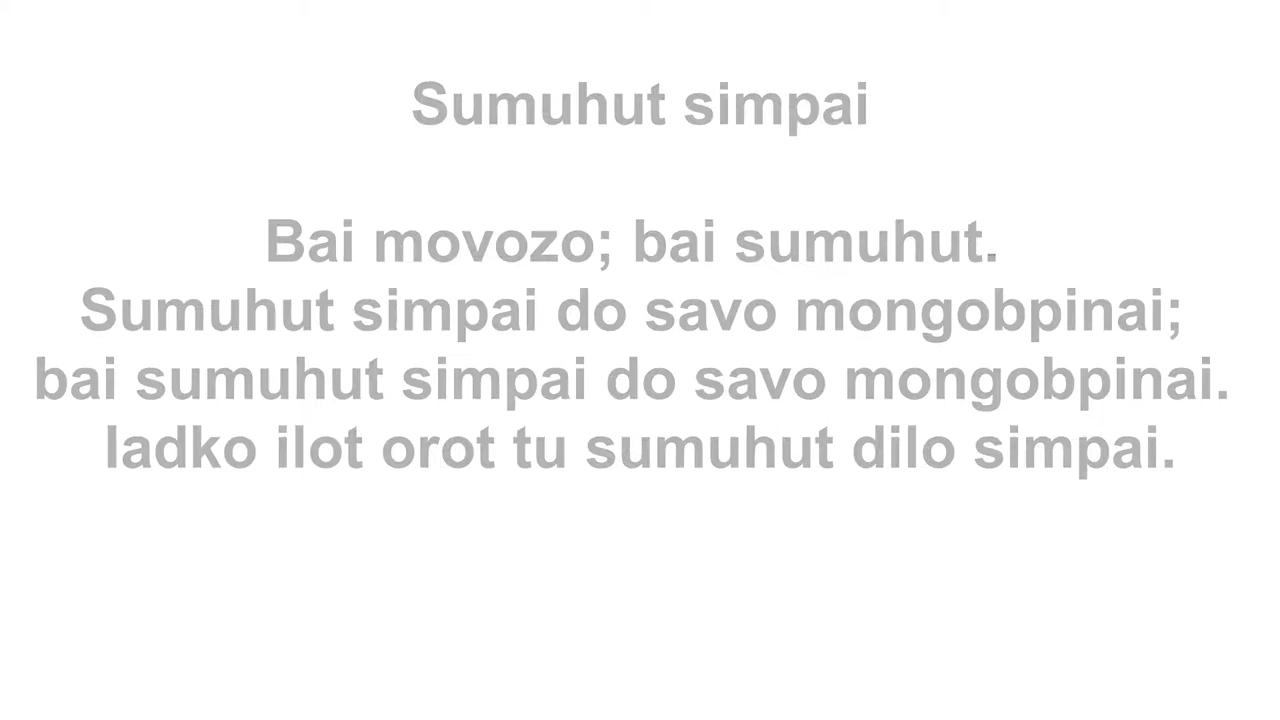 Sumuhut simpai
Bai movozo; bai sumuhut.
Sumuhut simpai do savo mongobpinai;
bai sumuhut simpai do savo mongobpinai.
Iadko ilot orot tu sumuhut dilo simpai.